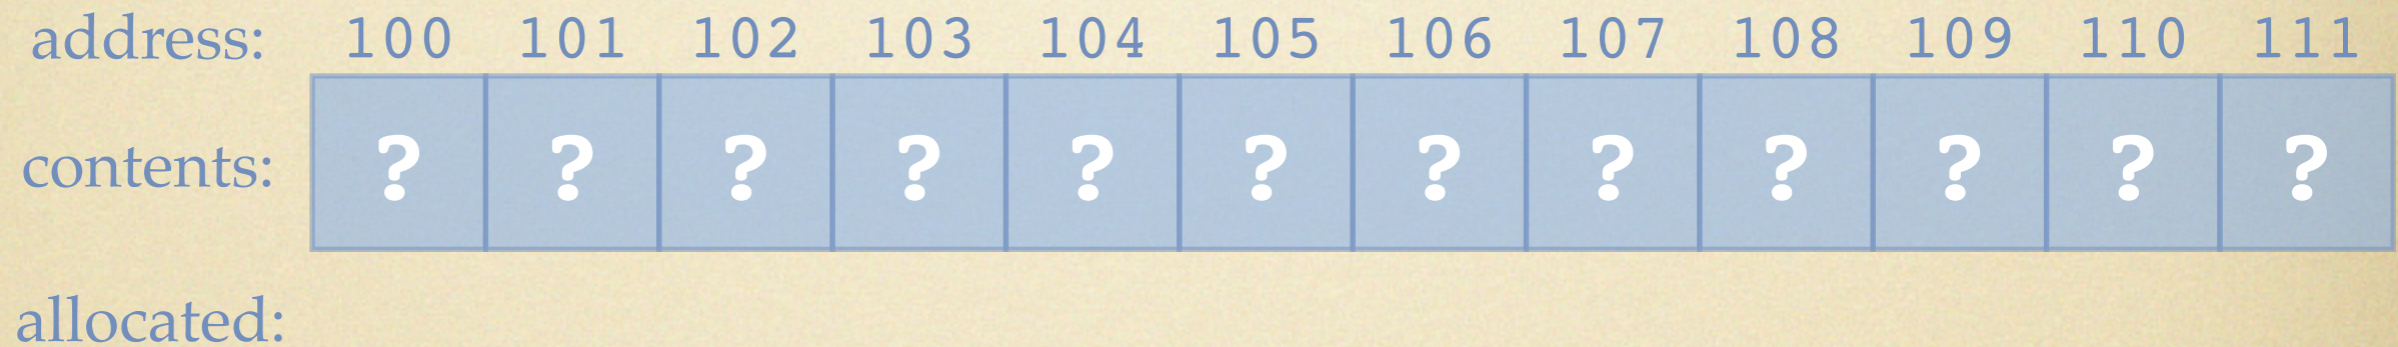 address: 100 101 102 103 104 105 106 107 108 109 110 111
contents: ? ? ? ? ? ? ? ? ? ? ? ?
allocated: